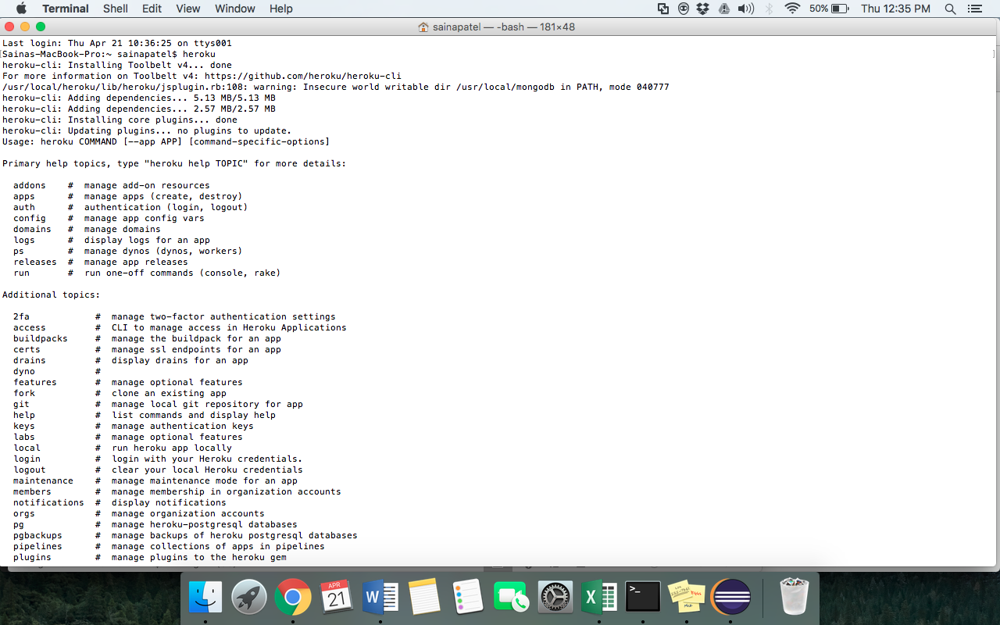 Terminal Shell Edit View Window Help 50% Thu 12:35 PM
sainapatel — -bash — 181×48
Last login: Thu Apr 21 10:36:25 on ttys001
[Sainas-MacBook-Pro:~ sainapatel$ heroku ]
heroku-cli: Installing Toolbelt v4... done
For more information on Toolbelt v4: https://github.com/heroku/heroku-cli
/usr/local/heroku/lib/heroku/jsplugin.rb:108: warning: Insecure world writable dir /usr/local/mongodb in PATH, mode 040777
heroku-cli: Adding dependencies... 5.13 MB/5.13 MB
heroku-cli: Adding dependencies... 2.57 MB/2.57 MB
heroku-cli: Installing core plugins... done
heroku-cli: Updating plugins... no plugins to update.
Usage: heroku COMMAND [--app APP] [command-specific-options]
Primary help topics, type "heroku help TOPIC" for more details:
addons # manage add-on resources
apps # manage apps (create, destroy)
auth # authentication (login, logout)
config # manage app config vars
domains # manage domains
logs # display logs for an app
ps # manage dynos (dynos, workers)
releases # manage app releases
run # run one-off commands (console, rake)
Additional topics:
2fa # manage two-factor authentication settings
access # CLI to manage access in Heroku Applications
buildpacks # manage the buildpack for an app
certs # manage ssl endpoints for an app
drains # display drains for an app
dyno #
features # manage optional features
fork # clone an existing app
git # manage local git repository for app
help # list commands and display help
keys # manage authentication keys
labs # manage optional features
local # run heroku app locally
login # login with your Heroku credentials.
logout # clear your local Heroku credentials
maintenance # manage maintenance mode for an app
members # manage membership in organization accounts
notifications # display notifications
orgs # manage organization accounts
pg # manage heroku-postgresql databases
pgbackups # manage backups of heroku postgresql databases
pipelines # manage collections of apps in pipelines
plugins # manage plugins to the heroku gem
APR
21
W
X
>_